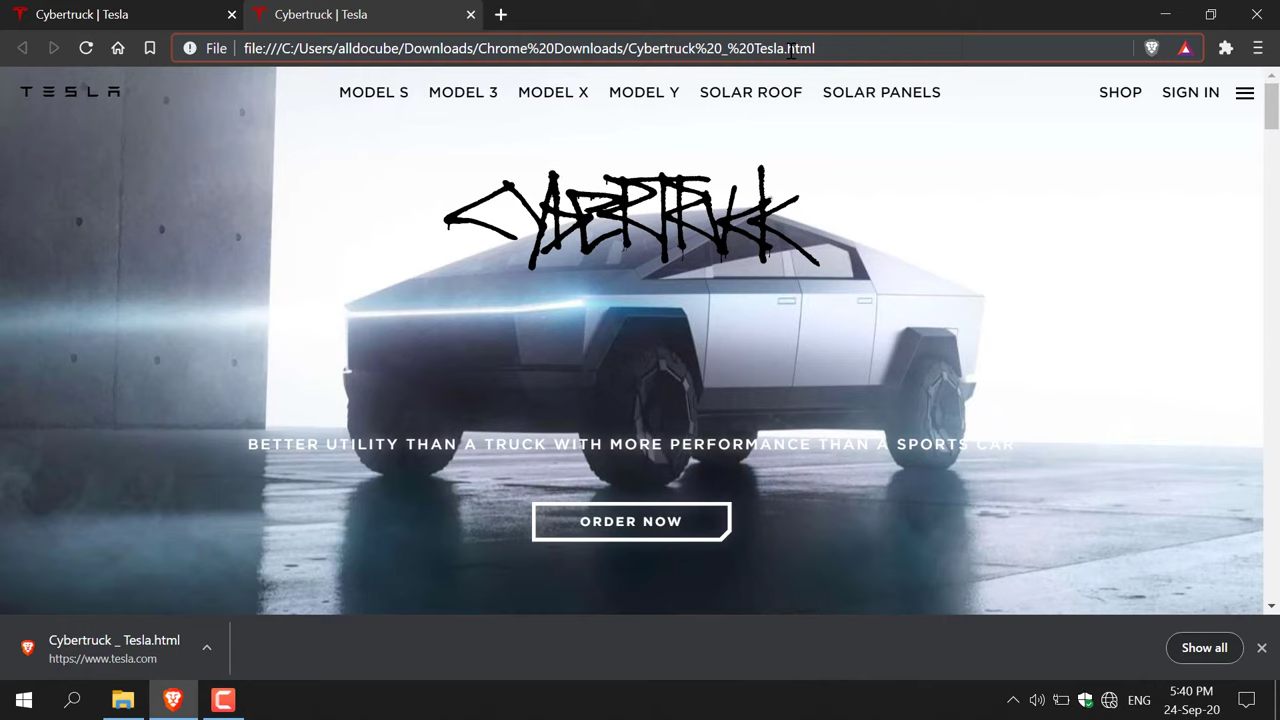 Cybertruck | Tesla
Cybertruck | Tesla
File
file:///C:/Users/alldocube/Downloads/Chrome%20Downloads/Cybertruck%20_%20Tesla.html
TESLA
MODEL S
MODEL 3
MODEL X
MODEL Y
SOLAR ROOF
SOLAR PANELS
SHOP
SIGN IN
CYBERTRUCK
BETTER UTILITY THAN A TRUCK WITH MORE PERFORMANCE THAN A SPORTS CAR
ORDER NOW
Cybertruck _ Tesla.html
https://www.tesla.com
Show all
ENG
5:40 PM
24-Sep-20